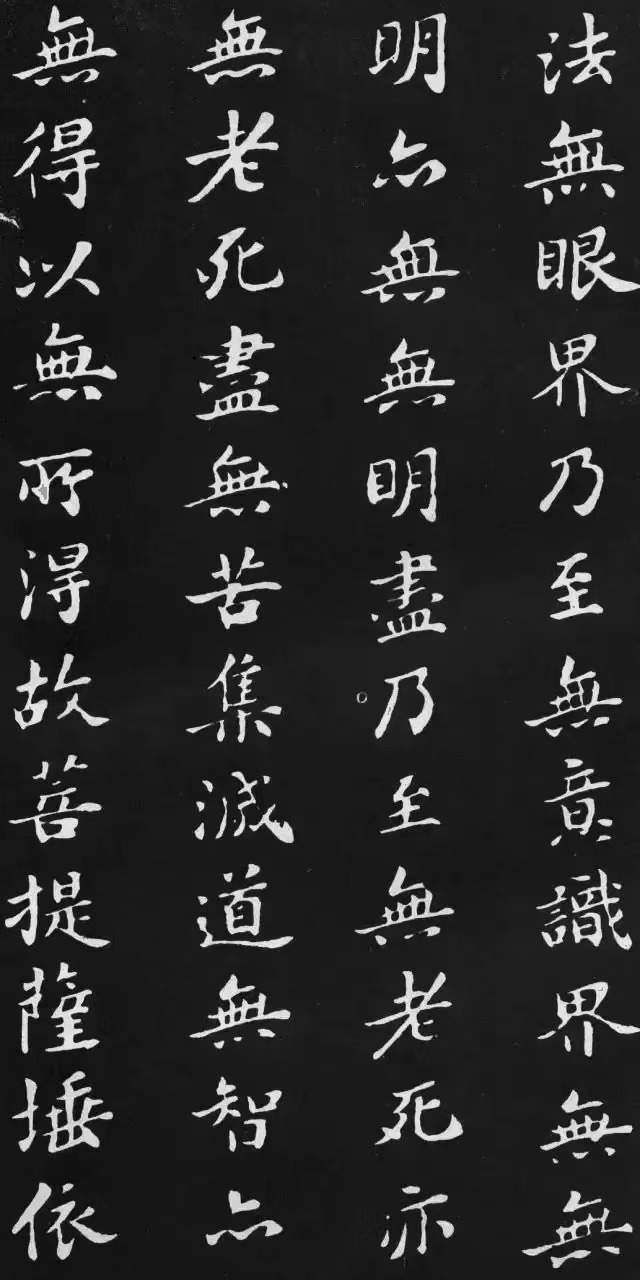 法無眼界乃至無意識界無無
明亦無無明盡乃至無老死亦
無老死盡無苦集滅道無智亦
無得以無所得故菩提薩埵依